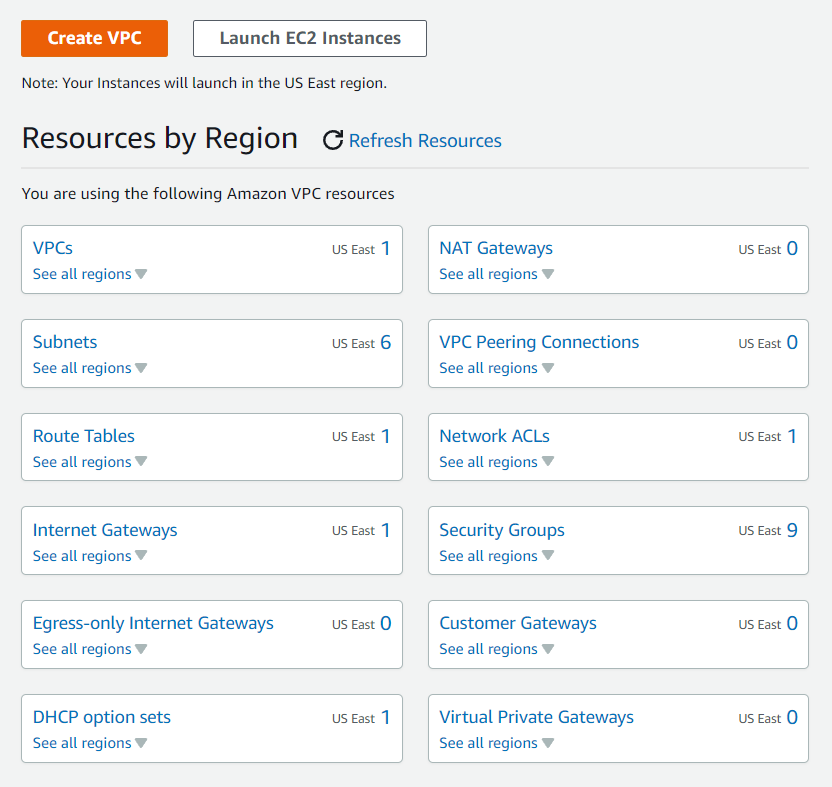 Create VPC
Launch EC2 Instances
Note: Your Instances will launch in the US East region.
Resources by Region
Refresh Resources
You are using the following Amazon VPC resources
VPCs US East 1
See all regions
NAT Gateways US East 0
See all regions
Subnets US East 6
See all regions
VPC Peering Connections US East 0
See all regions
Route Tables US East 1
See all regions
Network ACLs US East 1
See all regions
Internet Gateways US East 1
See all regions
Security Groups US East 9
See all regions
Egress-only Internet Gateways US East 0
See all regions
Customer Gateways US East 0
See all regions
DHCP option sets US East 1
See all regions
Virtual Private Gateways US East 0
See all regions